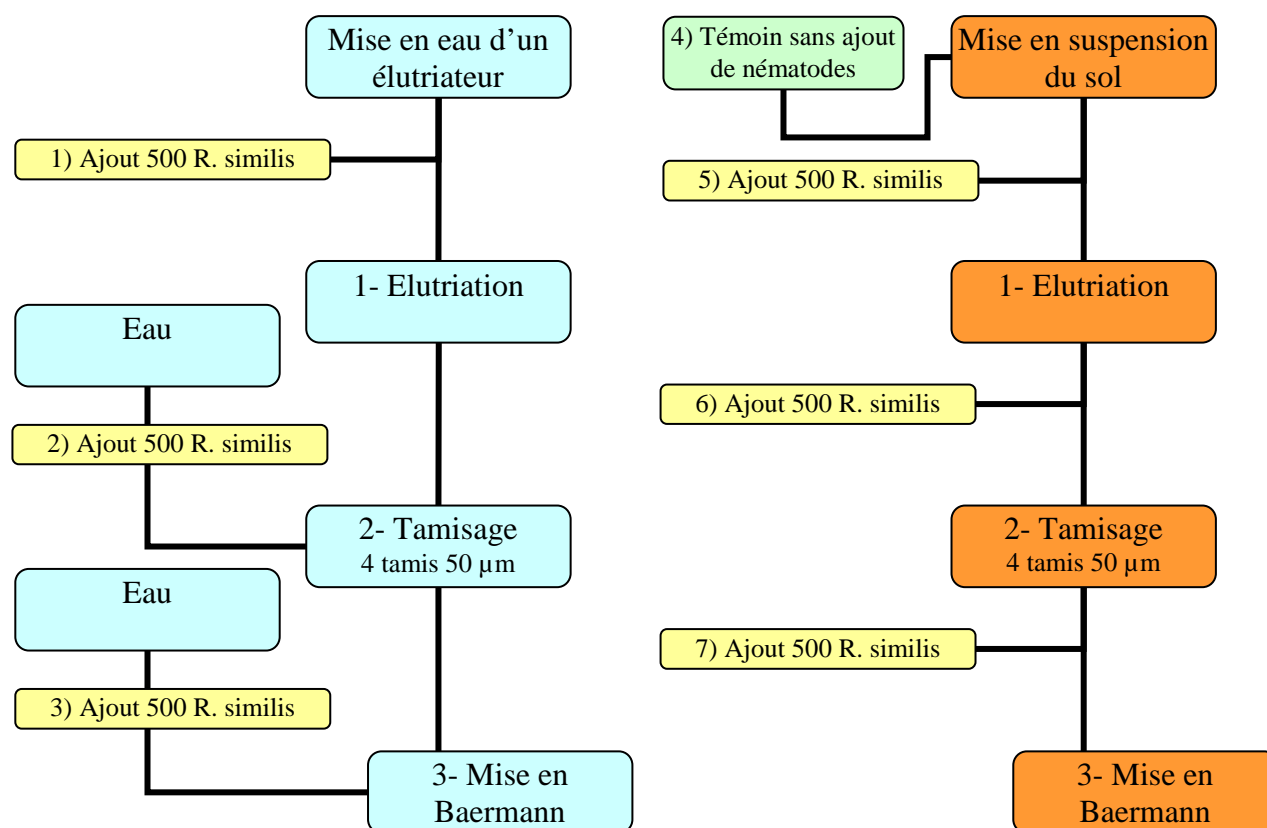 Mise en eau d’un
élutriateur
1) Ajout 500 R. similis
1- Elutriation
Eau
2) Ajout 500 R. similis
2- Tamisage
4 tamis 50 µm
Eau
3) Ajout 500 R. similis
3- Mise en
Baermann
4) Témoin sans ajout
de nématodes
Mise en suspension
du sol
5) Ajout 500 R. similis
1- Elutriation
6) Ajout 500 R. similis
2- Tamisage
4 tamis 50 µm
7) Ajout 500 R. similis
3- Mise en
Baermann